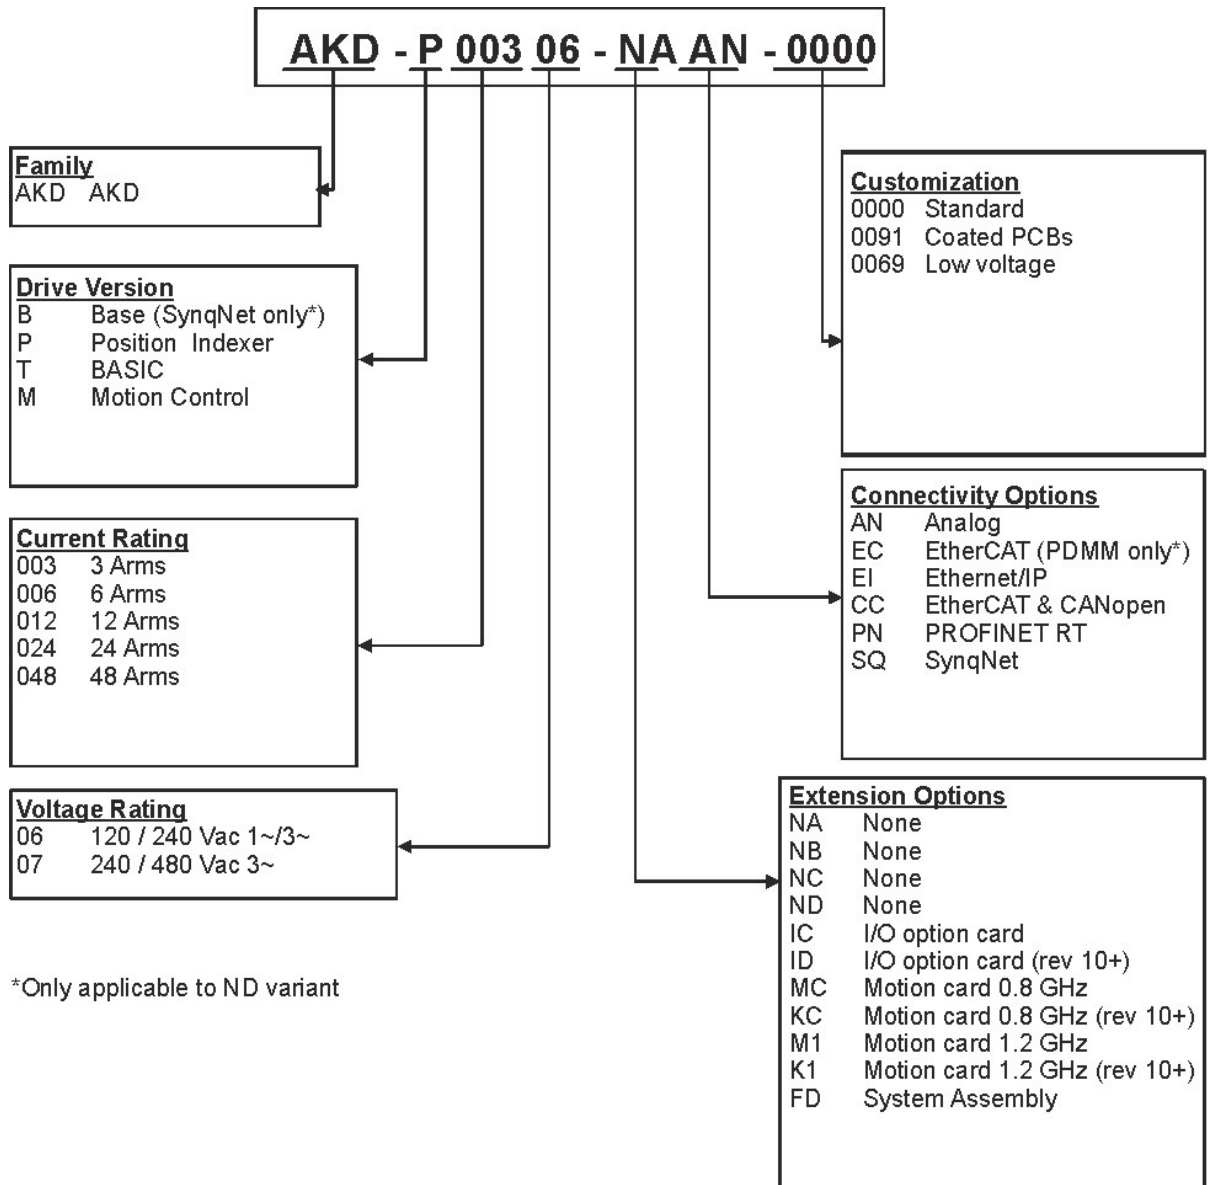 AKD - P 003 06 - NA AN - 0000
Family
AKD AKD
Drive Version
B Base (SynqNet only*)
P Position Indexer
T BASIC
M Motion Control
Current Rating
003 3 Arms
006 6 Arms
012 12 Arms
024 24 Arms
048 48 Arms
Voltage Rating
06 120 / 240 Vac 1~/3~
07 240 / 480 Vac 3~
*Only applicable to ND variant
Customization
0000 Standard
0091 Coated PCBs
0069 Low voltage
Connectivity Options
AN Analog
EC EtherCAT (PDMM only*)
EI Ethernet/IP
CC EtherCAT & CANopen
PN PROFINET RT
SQ SynqNet
Extension Options
NA None
NB None
NC None
ND None
IC I/O option card
ID I/O option card (rev 10+)
MC Motion card 0.8 GHz
KC Motion card 0.8 GHz (rev 10+)
M1 Motion card 1.2 GHz
K1 Motion card 1.2 GHz (rev 10+)
FD System Assembly